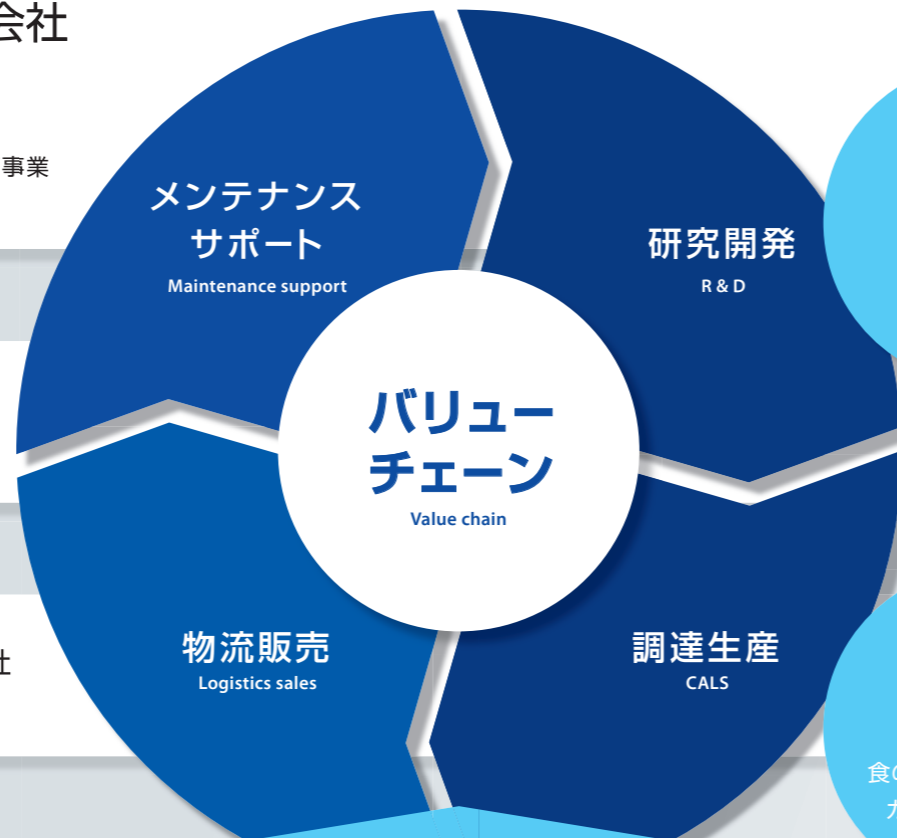 会社
事業
メンテナンス
サポート
Maintenance support
研究開発
R & D
バリュー
チェーン
Value chain
物流販売
Logistics sales
調達生産
CALS
社
食の